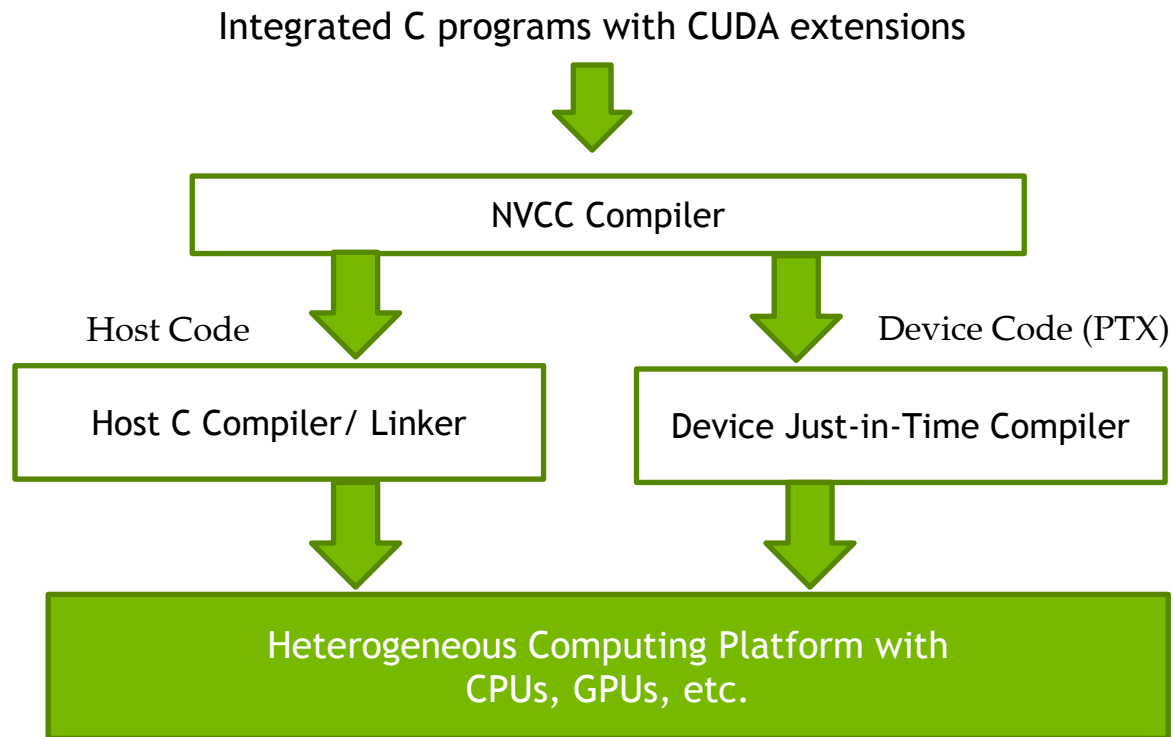 Integrated C programs with CUDA extensions
NVCC Compiler
Host Code
Device Code (PTX)
Host C Compiler/ Linker
Device Just-in-Time Compiler
Heterogeneous Computing Platform with
CPUs, GPUs, etc.